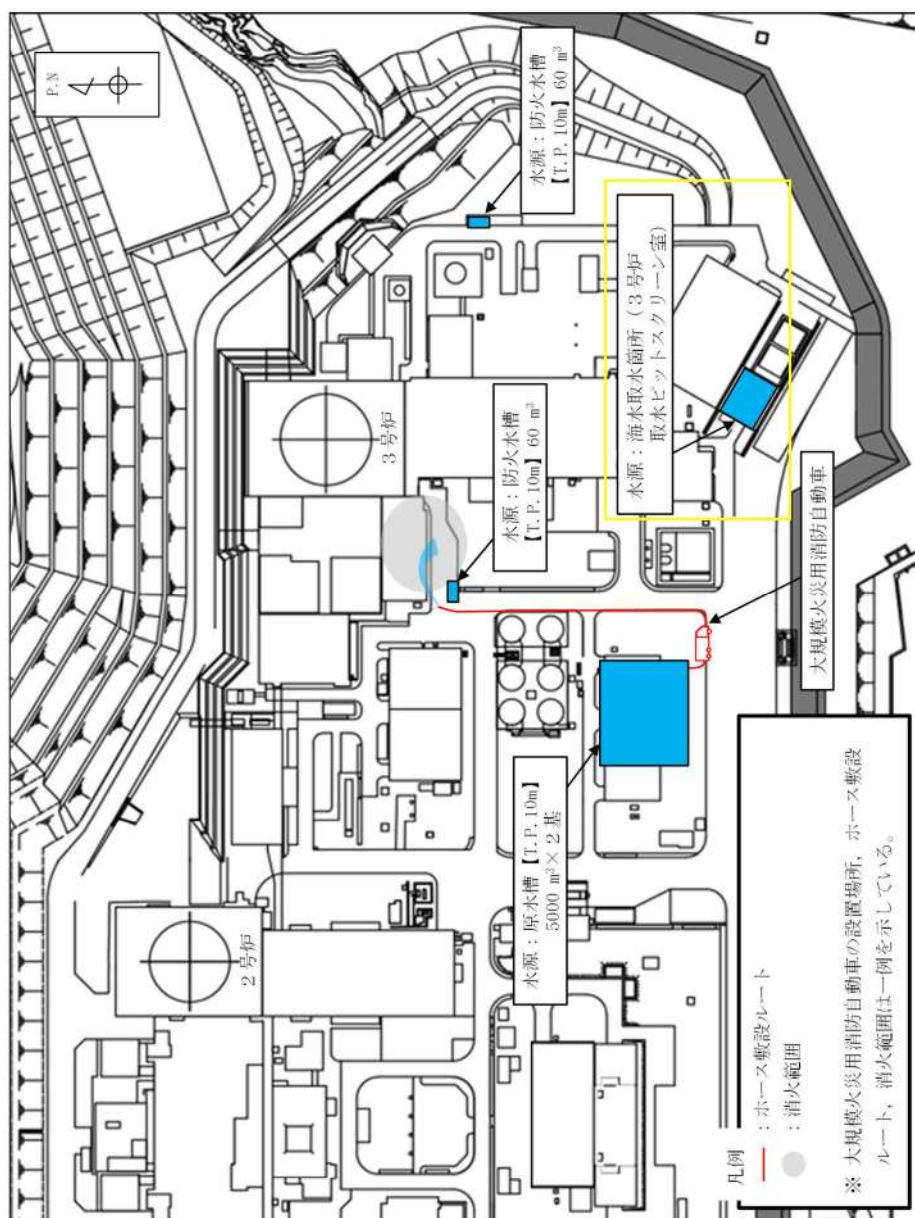 P.N
水源：防火水槽
【T.P.10m】60 m³
3号炉
水源：防火水槽
【T.P.10m】60 m³
水源：海水取水箇所（3号炉
取水ピットスクリーン室）
大規模火災用消防自動車
2号炉
水源：原水槽【T.P.10m】
5000 m³×2基
凡例
：ホース敷設ルート
：消火範囲
※ 大規模火災用消防自動車の設置場所，ホース敷設
ルート，消火範囲は一例を示している。